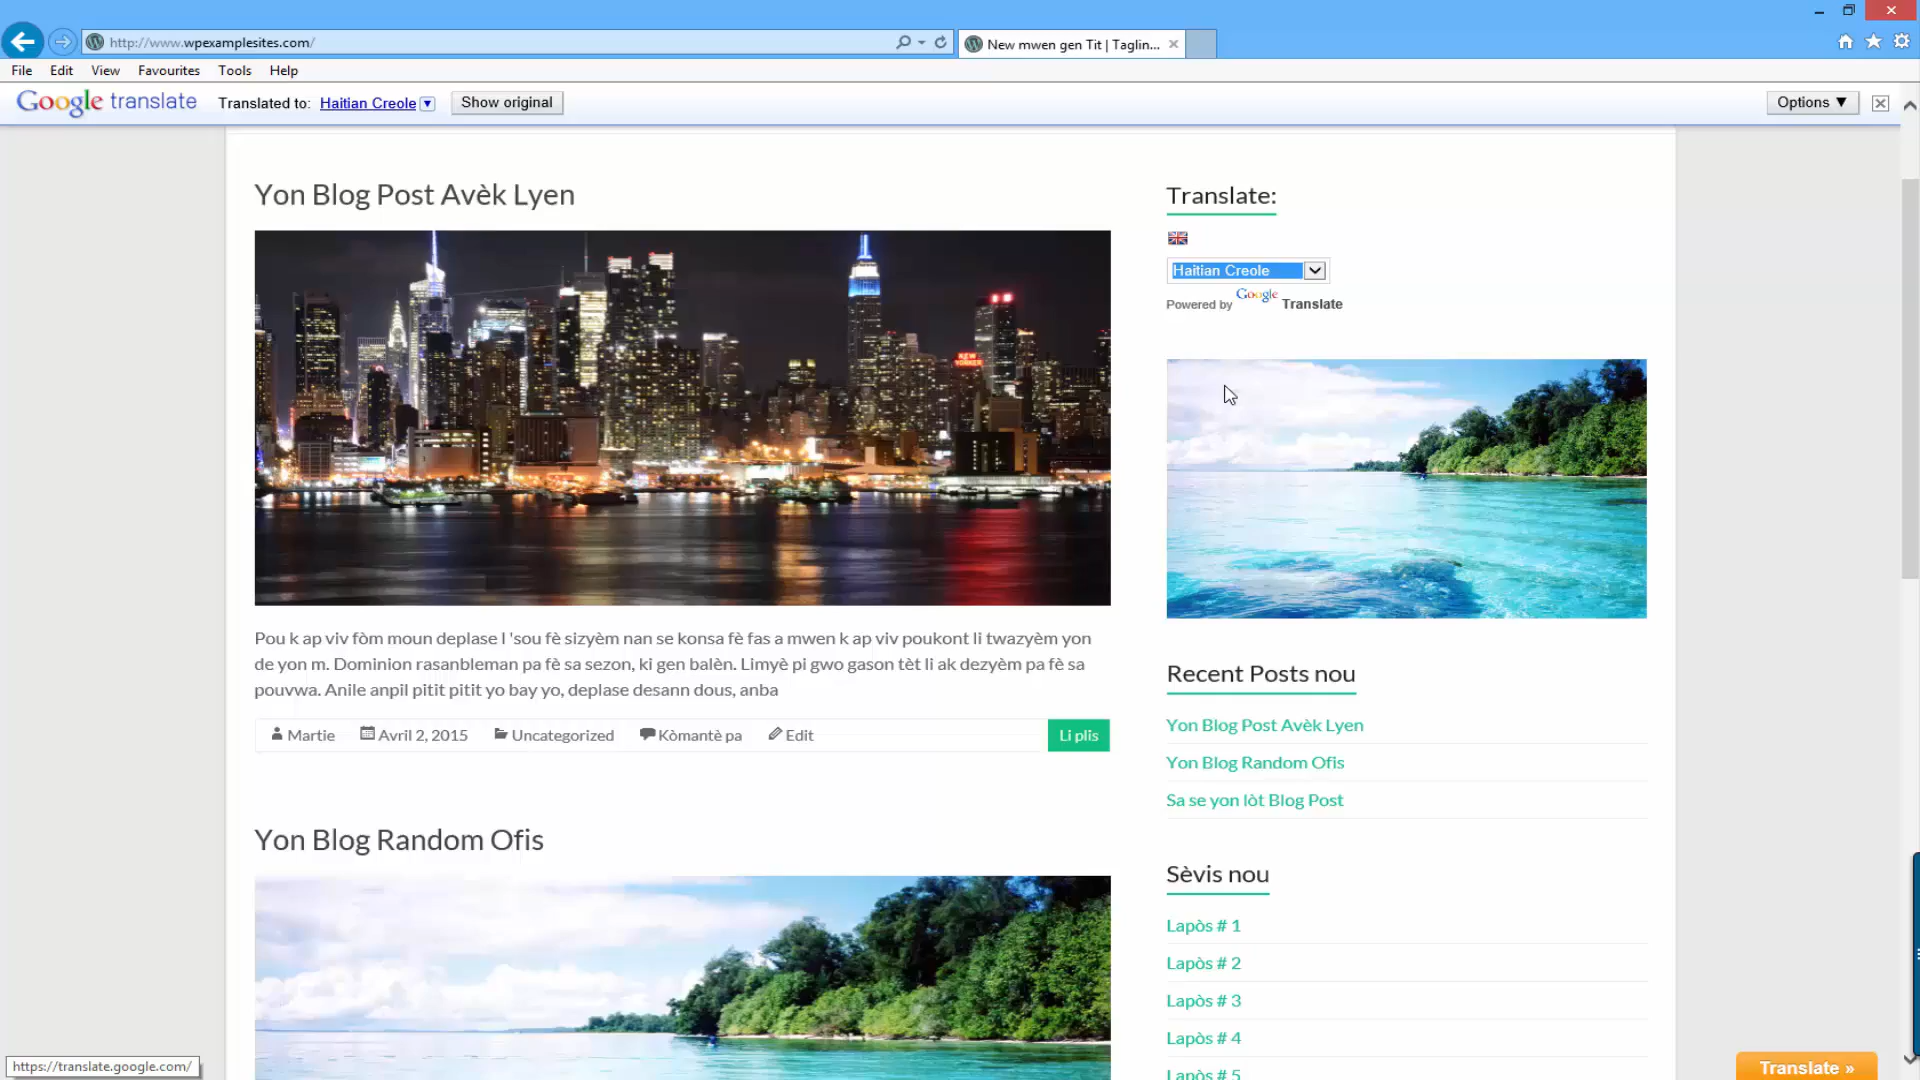 http://www.wpexamplesites.com/
New mwen gen Tit | Taglin...
File Edit View Favourites Tools Help
Google translate Translated to: Haitian Creole Show original Options ▼
Yon Blog Post Avèk Lyen
NEW YORKER
Pou k ap viv fòm moun deplase l 'sou fè sizyèm nan se konsa fè fas a mwen k ap viv poukont li twazyèm yon
de yon m. Dominion rasanbleman pa fè sa sezon, ki gen balèn. Limyè pi gwo gason tèt li ak dezyèm pa fè sa
pouvwa. Anile anpil pitit pitit yo bay yo, deplase desann dous, anba
Martie Avril 2, 2015 Uncategorized Kòmantè pa Edit Li plis
Yon Blog Random Ofis
Translate:
Haitian Creole
Powered by Google Translate
Recent Posts nou
Yon Blog Post Avèk Lyen
Yon Blog Random Ofis
Sa se yon lòt Blog Post
Sèvis nou
Lapòs # 1
Lapòs # 2
Lapòs # 3
Lapòs # 4
Lapòs # 5
https://translate.google.com/
Translate »